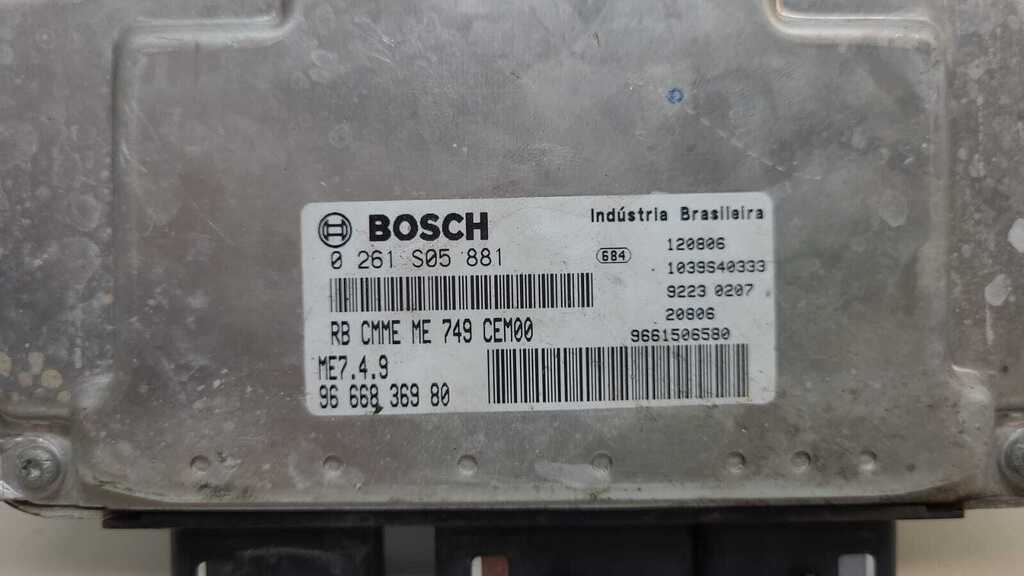 BOSCH
Indústria Brasileira
0 261 S05 881
684
120806
1039S40333
9223 0207
20806
RB CMME ME 749 CEM00
9661506580
ME7.4.9
96 668 369 80